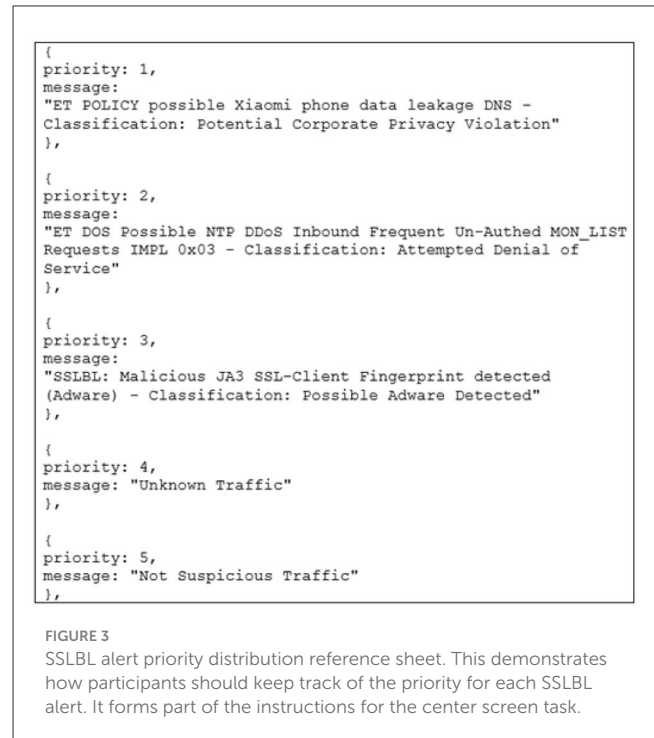 {
priority: 1,
message:
"ET POLICY possible Xiaomi phone data leakage DNS –
Classification: Potential Corporate Privacy Violation"
},
{
priority: 2,
message:
"ET DOS Possible NTP DDoS Inbound Frequent Un-Authed MON_LIST
Requests IMPL 0x03 – Classification: Attempted Denial of
Service"
},
{
priority: 3,
message:
"SSLBL: Malicious JA3 SSL-Client Fingerprint detected
(Adware) – Classification: Possible Adware Detected"
},
{
priority: 4,
message: "Unknown Traffic"
},
{
priority: 5,
message: "Not Suspicious Traffic"
},
FIGURE 3
SSLBL alert priority distribution reference sheet. This demonstrates
how participants should keep track of the priority for each SSLBL
alert. It forms part of the instructions for the center screen task.